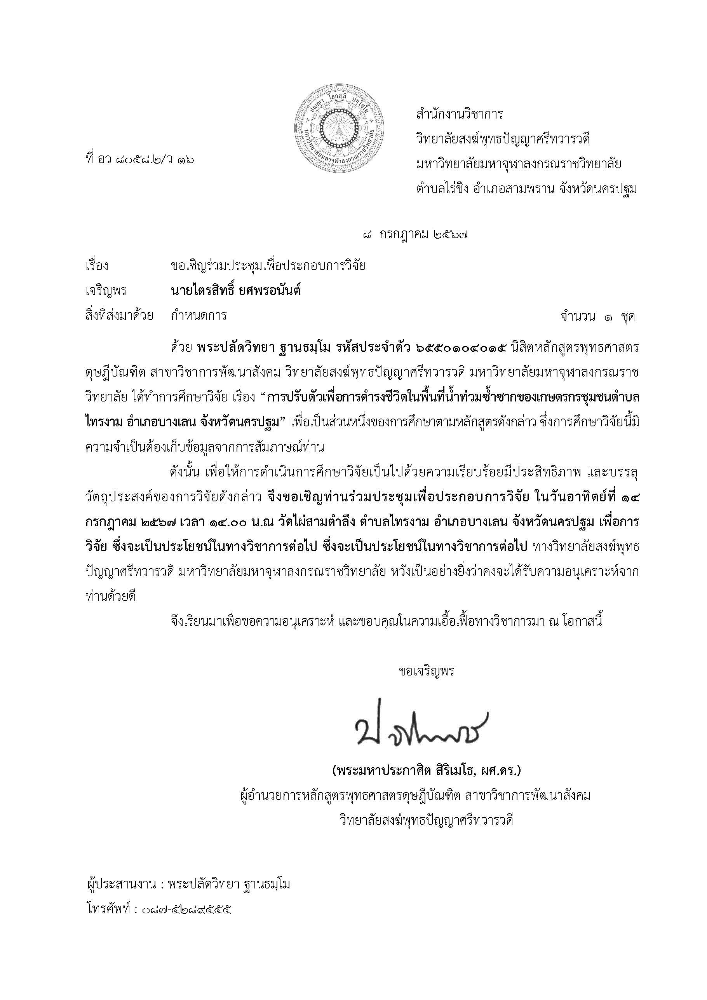 ปญฺญา โลกสฺมิ ปชฺโชโต
มหาวิทยาลัยมหาจุฬาลงกรณราชวิทยาลัย
สำนักงานวิชาการ
วิทยาลัยสงฆ์พุทธปัญญาศรีทวารวดี
ที่ อว ๘๐๕๘.๒/ว ๑๖
มหาวิทยาลัยมหาจุฬาลงกรณราชวิทยาลัย
ตำบลไร่ขิง อำเภอสามพราน จังหวัดนครปฐม
๘ กรกฎาคม ๒๕๖๗
เรื่อง ขอเชิญร่วมประชุมเพื่อประกอบการวิจัย
เจริญพร นายไตรสิทธิ์ ยศพรอนันต์
สิ่งที่ส่งมาด้วย กำหนดการ จำนวน ๑ ชุด
ด้วย พระปลัดวิทยา ฐานธมฺโม รหัสประจำตัว ๖๕๕๐๑๐๔๐๑๕ นิสิตหลักสูตรพุทธศาสตร
ดุษฎีบัณฑิต สาขาวิชาการพัฒนาสังคม วิทยาลัยสงฆ์พุทธปัญญาศรีทวารวดี มหาวิทยาลัยมหาจุฬาลงกรณราช
วิทยาลัย ได้ทำการศึกษาวิจัย เรื่อง “การปรับตัวเพื่อการดำรงชีวิตในพื้นที่น้ำท่วมซ้ำซากของเกษตรกรชุมชนตำบล
ไทรงาม อำเภอบางเลน จังหวัดนครปฐม” เพื่อเป็นส่วนหนึ่งของการศึกษาตามหลักสูตรดังกล่าว ซึ่งการศึกษาวิจัยนี้มี
ความจำเป็นต้องเก็บข้อมูลจากการสัมภาษณ์ท่าน
ดังนั้น เพื่อให้การดำเนินการศึกษาวิจัยเป็นไปด้วยความเรียบร้อยมีประสิทธิภาพ และบรรลุ
วัตถุประสงค์ของการวิจัยดังกล่าว จึงขอเชิญท่านร่วมประชุมเพื่อประกอบการวิจัย ในวันอาทิตย์ที่ ๑๔
กรกฎาคม ๒๕๖๗ เวลา ๑๔.๐๐ น.ณ วัดไผ่สามตำลึง ตำบลไทรงาม อำเภอบางเลน จังหวัดนครปฐม เพื่อการ
วิจัย ซึ่งจะเป็นประโยชน์ในทางวิชาการต่อไป ซึ่งจะเป็นประโยชน์ในทางวิชาการต่อไป ทางวิทยาลัยสงฆ์พุทธ
ปัญญาศรีทวารวดี มหาวิทยาลัยมหาจุฬาลงกรณราชวิทยาลัย หวังเป็นอย่างยิ่งว่าคงจะได้รับความอนุเคราะห์จาก
ท่านด้วยดี
จึงเรียนมาเพื่อขอความอนุเคราะห์ และขอบคุณในความเอื้อเฟื้อทางวิชาการมา ณ โอกาสนี้
ขอเจริญพร
(พระมหาประกาศิต สิริเมโธ, ผศ.ดร.)
ผู้อำนวยการหลักสูตรพุทธศาสตรดุษฎีบัณฑิต สาขาวิชาการพัฒนาสังคม
วิทยาลัยสงฆ์พุทธปัญญาศรีทวารวดี
ผู้ประสานงาน : พระปลัดวิทยา ฐานธมฺโม
โทรศัพท์ : ๐๘๗-๕๒๘๙๕๕๕